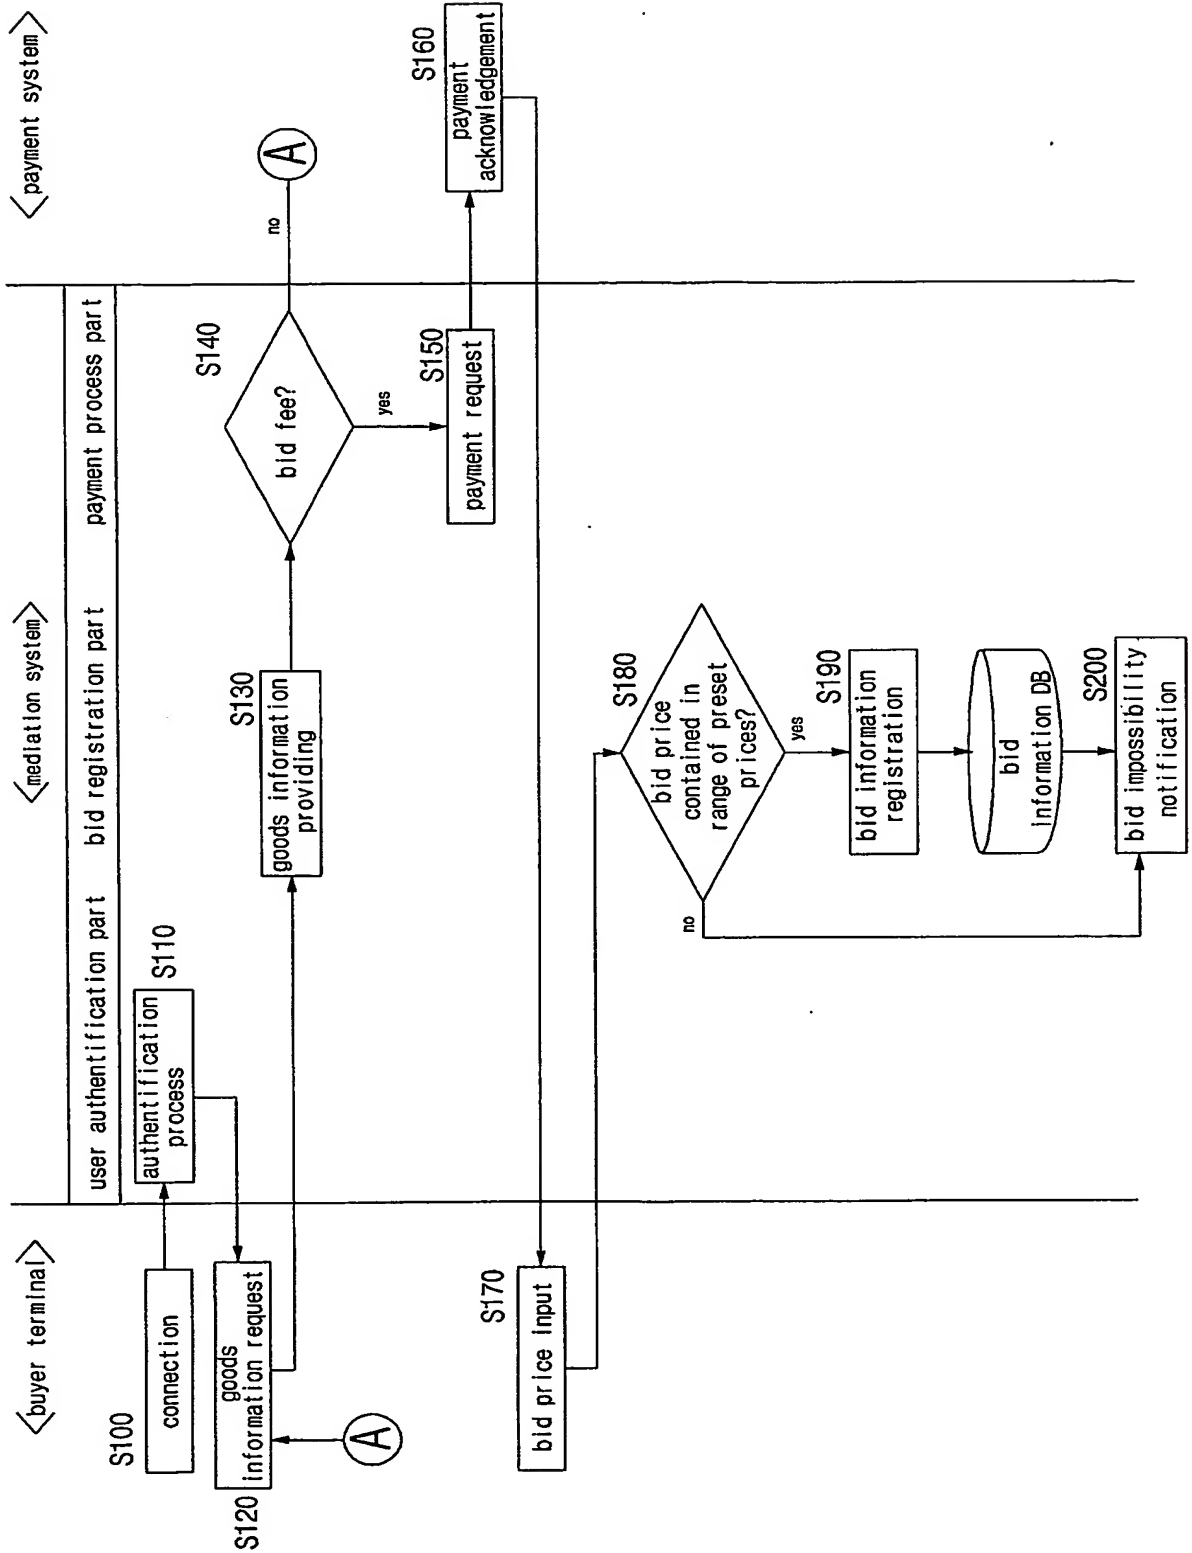 <buyer terminal>
<mediation system>
<payment system>
user authentification part
bid registration part
payment process part
S100
connection
S110
authentification
process
S120
goods
information request
A
S130
goods information
providing
S140
bid fee?
no
A
yes
S150
payment request
S160
payment
acknowledgement
S170
bid price input
S180
bid price
contained in
range of preset
prices?
no
yes
S190
bid information
registration
bid
information DB
S200
bid impossibility
notification